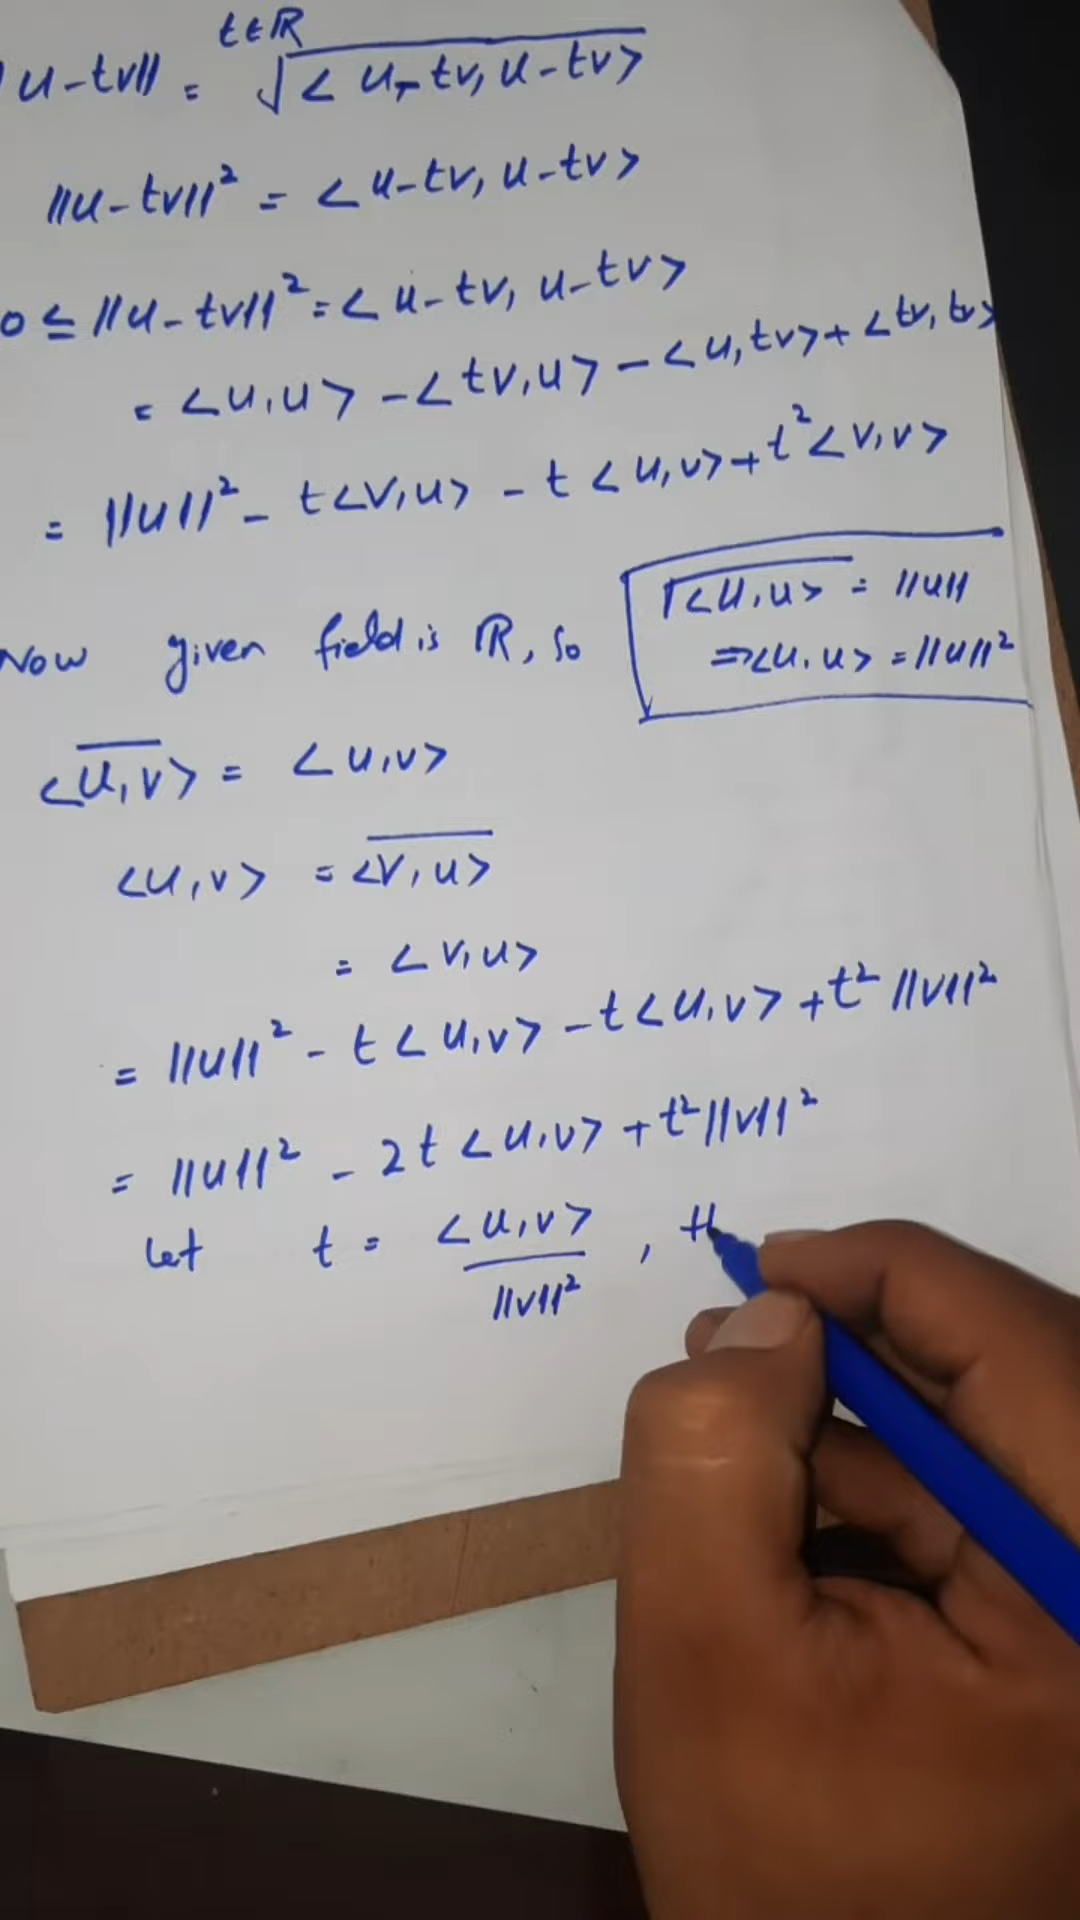 t∈ℝ
u-tv|| = √<u-tv, u-tv>
||u-tv||² = <u-tv, u-tv>
0 ≤ ||u-tv||² = <u-tv, u-tv>
= <u,u> - <tv,u> - <u,tv> + <tv,tv>
= ||u||² - t<v,u> - t<u,v> + t²<v,v>
√<u,u> = ||u||
⇒<u,u> = ||u||²
Now given field is ℝ, so
<u,v>̅ = <u,v>
<u,v> = <v,u>̅
= <v,u>
= ||u||² - t<u,v> - t<u,v> + t²||v||²
= ||u||² - 2t<u,v> + t²||v||²
Let t = <u,v>/||v||² ,